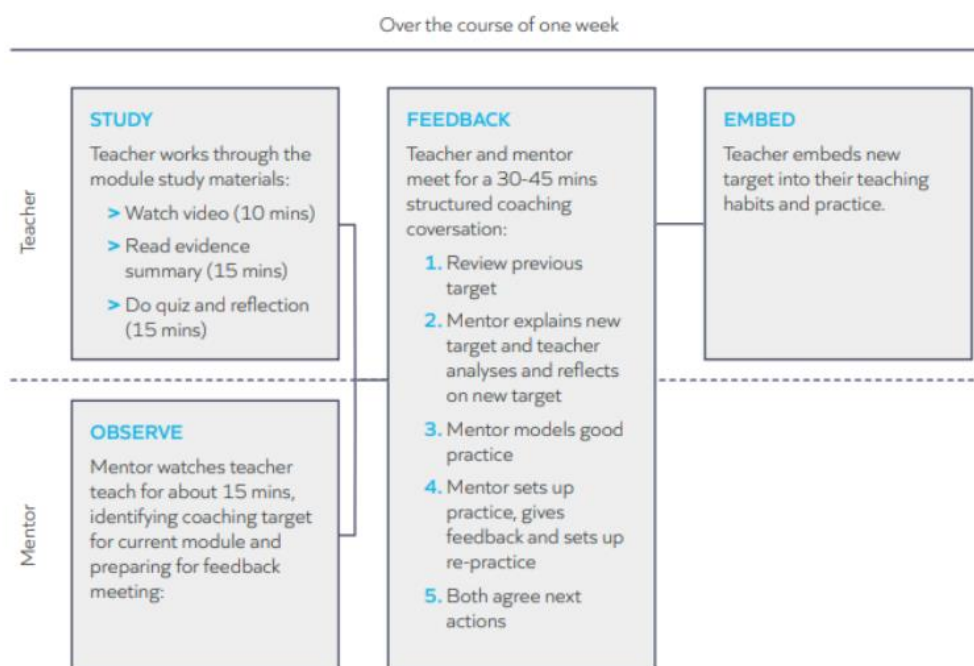 Over the course of one week
Teacher
STUDY
Teacher works through the
module study materials:
> Watch video (10 mins)
> Read evidence
summary (15 mins)
> Do quiz and reflection
(15 mins)
Mentor
OBSERVE
Mentor watches teacher
teach for about 15 mins,
identifying coaching target
for current module and
preparing for feedback
meeting:
FEEDBACK
Teacher and mentor
meet for a 30-45 mins
structured coaching
coversation:
1. Review previous
target
2. Mentor explains new
target and teacher
analyses and reflects
on new target
3. Mentor models good
practice
4. Mentor sets up
practice, gives
feedback and sets up
re-practice
5. Both agree next
actions
EMBED
Teacher embeds new
target into their teaching
habits and practice.